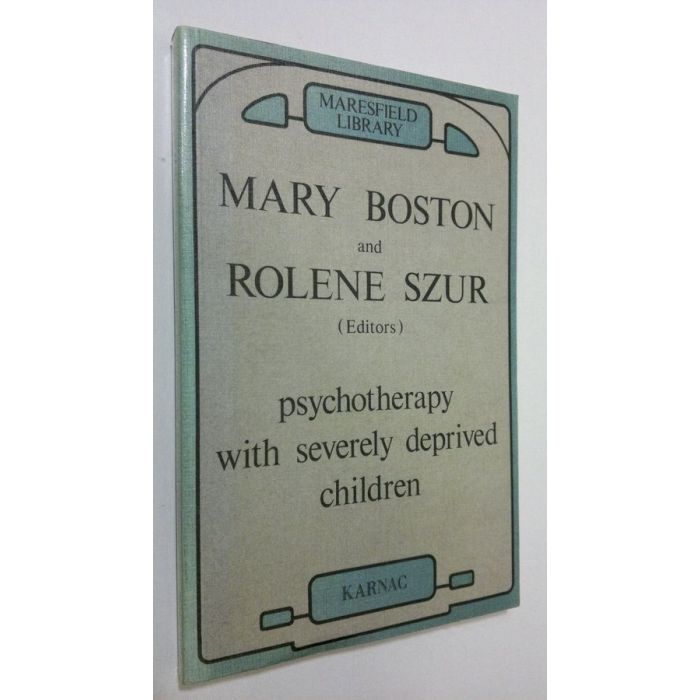 MARESFIELD
LIBRARY
MARY BOSTON
and
ROLENE SZUR
(Editors)
psychotherapy
with severely deprived
children
KARNAC